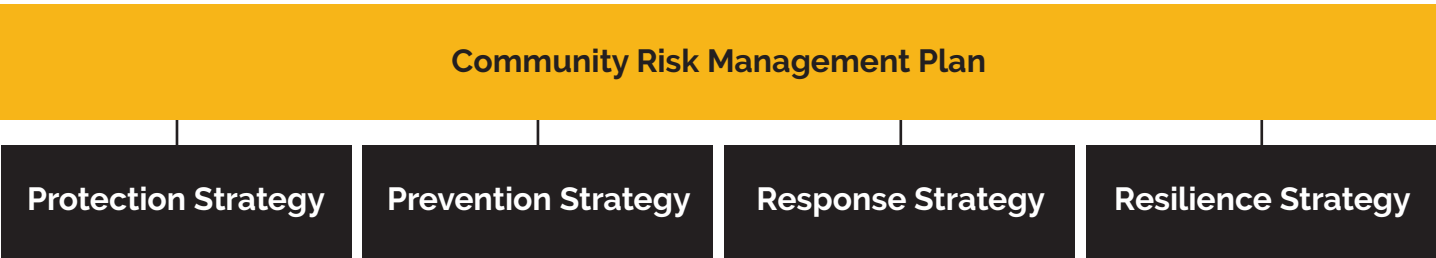 Community Risk Management Plan
Protection Strategy
Prevention Strategy
Response Strategy
Resilience Strategy